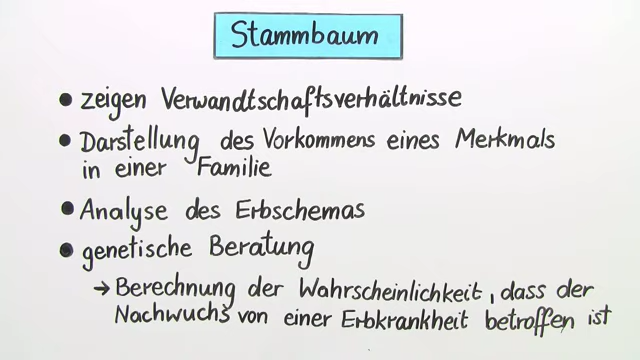 Stammbaum
• zeigen Verwandtschaftsverhältnisse
• Darstellung des Vorkommens eines Merkmals
in einer Familie
• Analyse des Erbschemas
• genetische Beratung
→ Berechnung der Wahrscheinlichkeit, dass der
Nachwuchs von einer Erbkrankheit betroffen ist